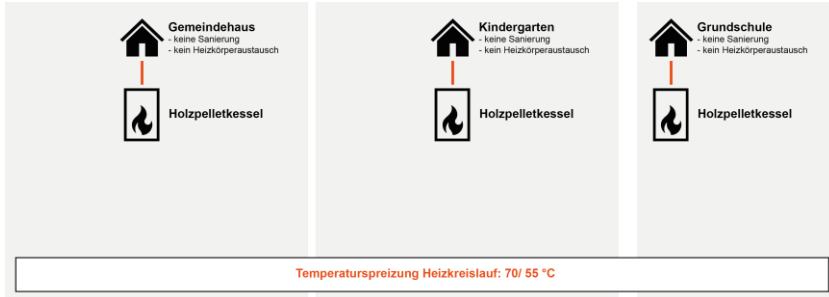 Gemeindehaus
- keine Sanierung
- kein Heizkörperaustausch
Holzpelletkessel
Kindergarten
- keine Sanierung
- kein Heizkörperaustausch
Holzpelletkessel
Grundschule
- keine Sanierung
- kein Heizkörperaustausch
Holzpelletkessel
Temperaturspreizung Heizkreislauf: 70/ 55 °C